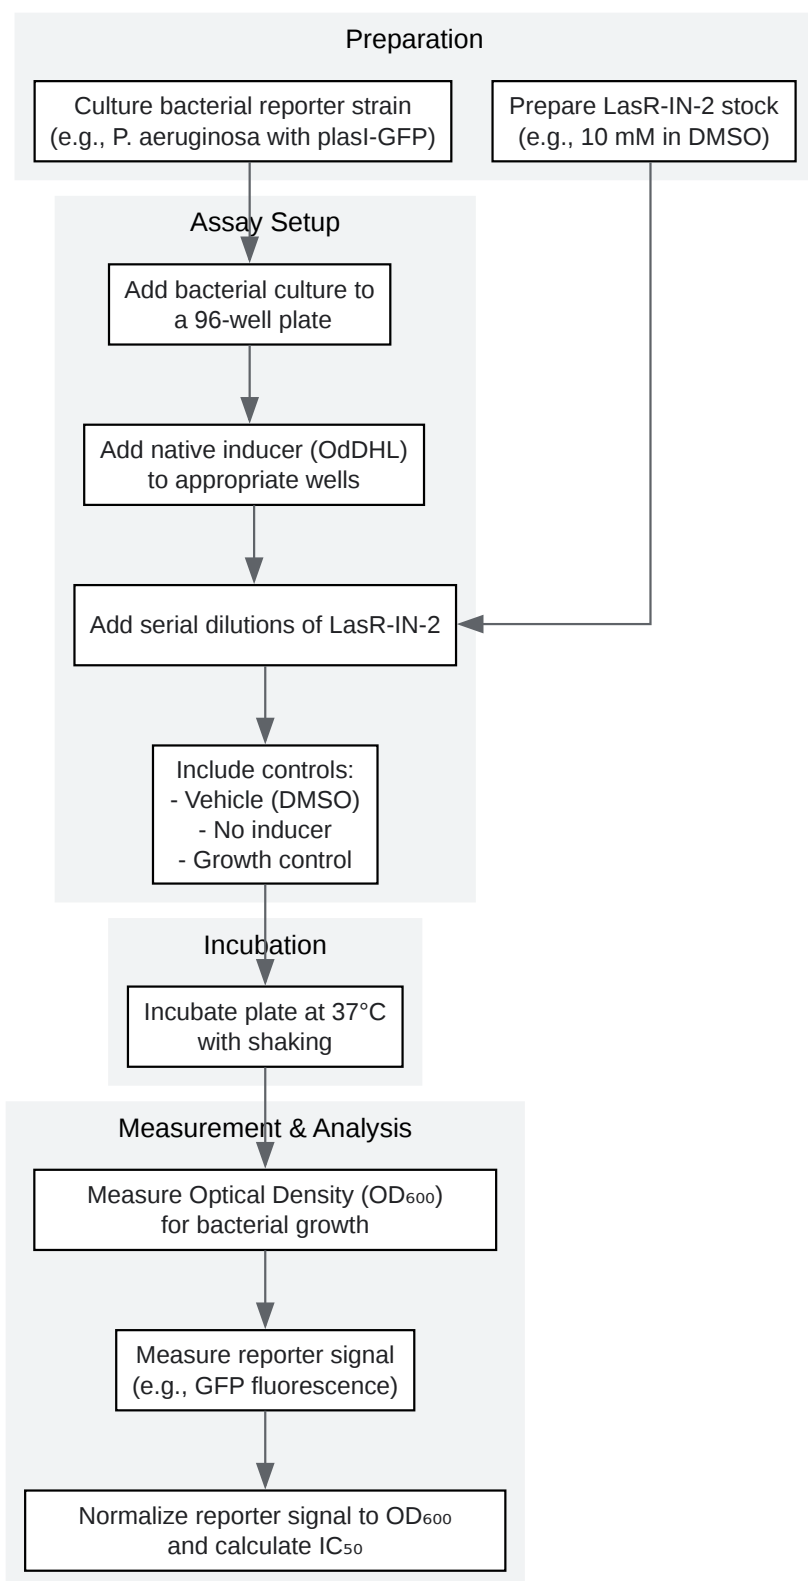 Preparation
Culture bacterial reporter strain
(e.g., P. aeruginosa with plasI-GFP)
Prepare LasR-IN-2 stock
(e.g., 10 mM in DMSO)
Assay Setup
Add bacterial culture to
a 96-well plate
Add native inducer (OdDHL)
to appropriate wells
Add serial dilutions of LasR-IN-2
Include controls:
- Vehicle (DMSO)
- No inducer
- Growth control
Incubation
Incubate plate at 37°C
with shaking
Measurement & Analysis
Measure Optical Density (OD₆₀₀)
for bacterial growth
Measure reporter signal
(e.g., GFP fluorescence)
Normalize reporter signal to OD₆₀₀
and calculate IC₅₀